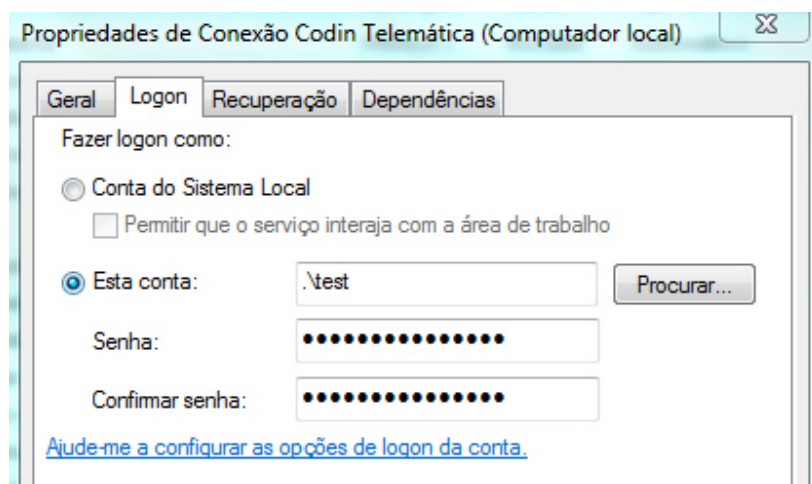 Propriedades de Conexão Codin Telemática (Computador local)
Geral Logon Recuperação Dependências
Fazer logon como:
Conta do Sistema Local
Permitir que o serviço interaja com a área de trabalho
Esta conta: .\test Procurar...
Senha: •••••••••••••••
Confirmar senha: •••••••••••••••
Ajude-me a configurar as opções de logon da conta.